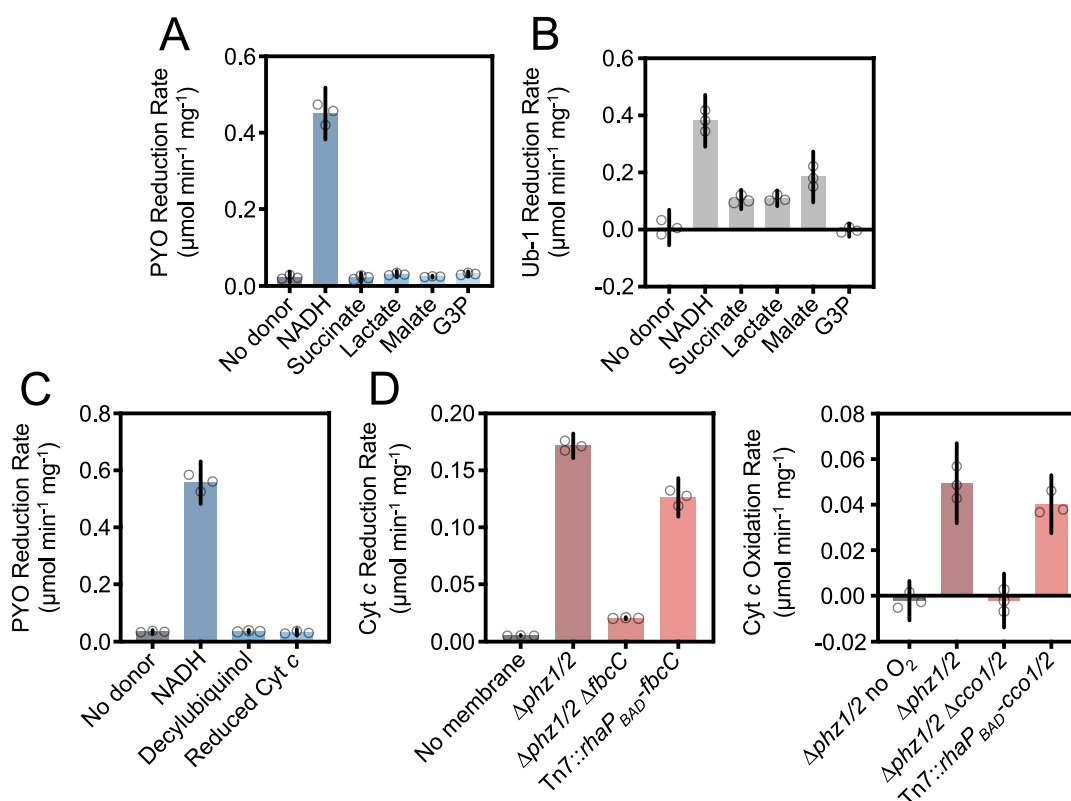 A
PYO Reduction Rate
(µmol min⁻¹ mg⁻¹)
0.6
0.4
0.2
0.0
No donor
NADH
Succinate
Lactate
Malate
G3P
B
Ub-1 Reduction Rate
(µmol min⁻¹ mg⁻¹)
0.6
0.4
0.2
0.0
-0.2
No donor
NADH
Succinate
Lactate
Malate
G3P
C
PYO Reduction Rate
(µmol min⁻¹ mg⁻¹)
0.8
0.6
0.4
0.2
0.0
No donor
NADH
Decylubiquinol
Reduced Cyt c
D
Cyt c Reduction Rate
(µmol min⁻¹ mg⁻¹)
0.20
0.15
0.10
0.05
0.00
No membrane
Δphz1/2
Δphz1/2 ΔfbcC
Tn7::rhaP BAD-fbcC
Cyt c Oxidation Rate
(µmol min⁻¹ mg⁻¹)
0.08
0.06
0.04
0.02
0.00
-0.02
Δphz1/2 no O₂
Δphz1/2
Δphz1/2 Δcco1/2
Tn7::rhaP BAD-cco1/2